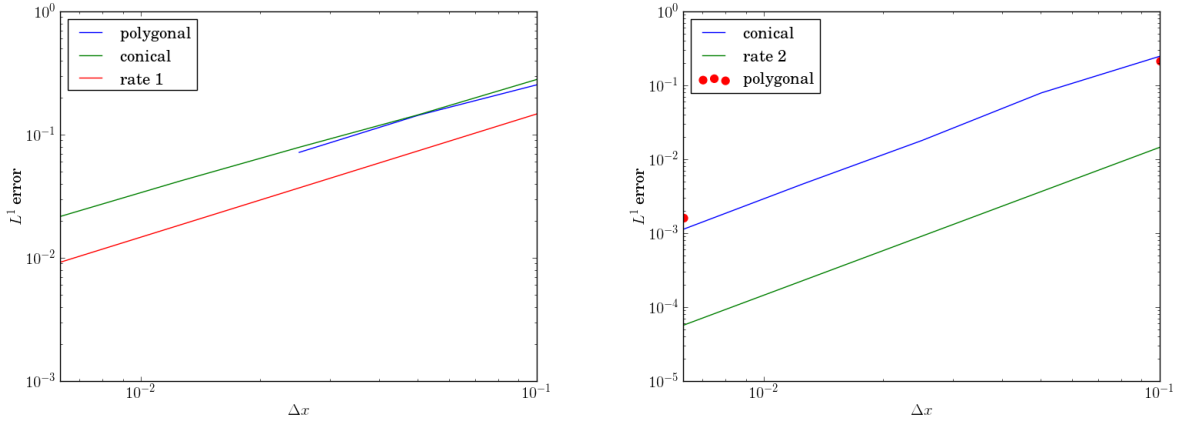 10^0
10^-1
10^-2
10^-3
L^1 error
polygonal
conical
rate 1
10^-2
10^-1
Δx
10^0
10^-1
10^-2
10^-3
10^-4
10^-5
L^1 error
conical
rate 2
polygonal
10^-2
10^-1
Δx